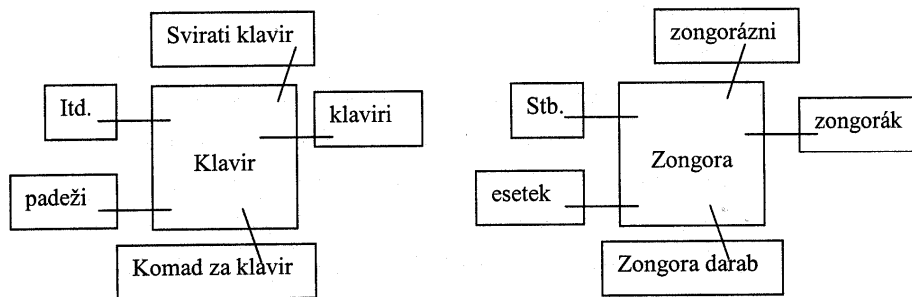 Svirati klavir
Itd.
klaviri
Klavir
padeži
Komad za klavir
zongorázni
Stb.
zongorák
Zongora
esetek
Zongora darab